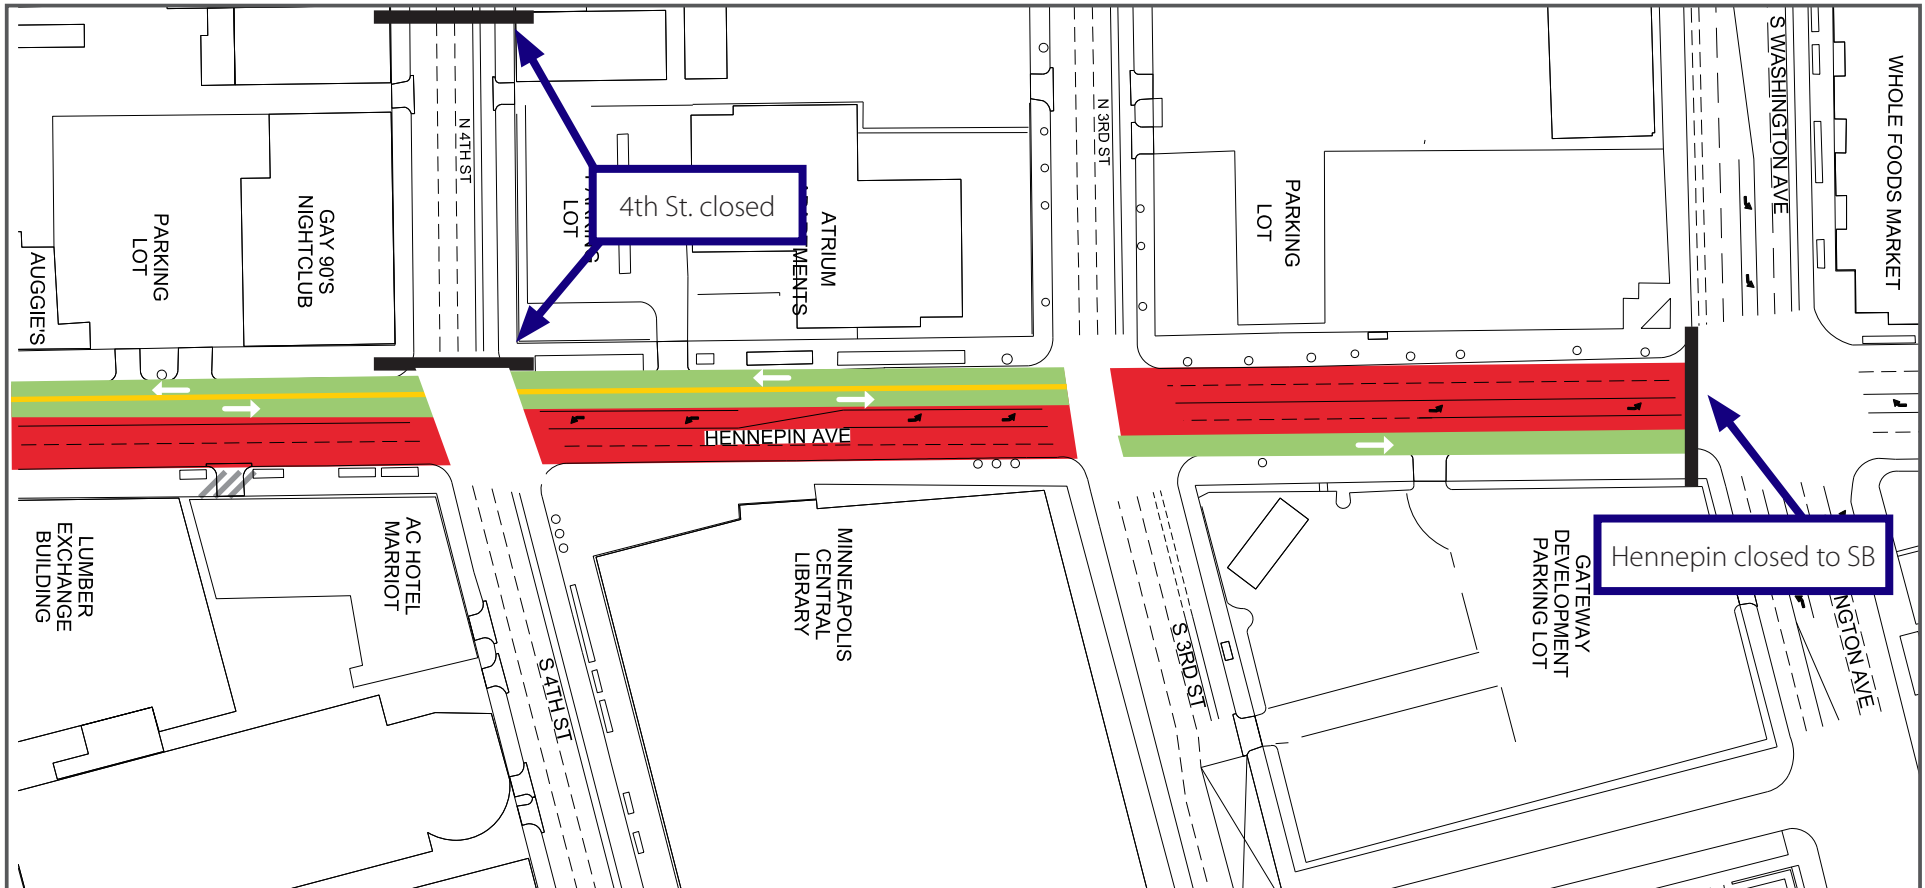 N 4TH ST
N 3RD ST
S WASHINGTON AVE
WHOLE FOODS MARKET
4th St. closed
LOT
ATRIUM
PARKING
LOT
GAY 90'S
NIGHTCLUB
PARKING
LOT
AUGGIE'S
HENNEPIN AVE
Hennepin closed to SB
LUMBER
EXCHANGE
BUILDING
AC HOTEL
MARRIOT
S 4TH ST
MINNEAPOLIS
CENTRAL
LIBRARY
S 3RD ST
GATEWAY
DEVELOPMENT
PARKING LOT
NGTON AVE